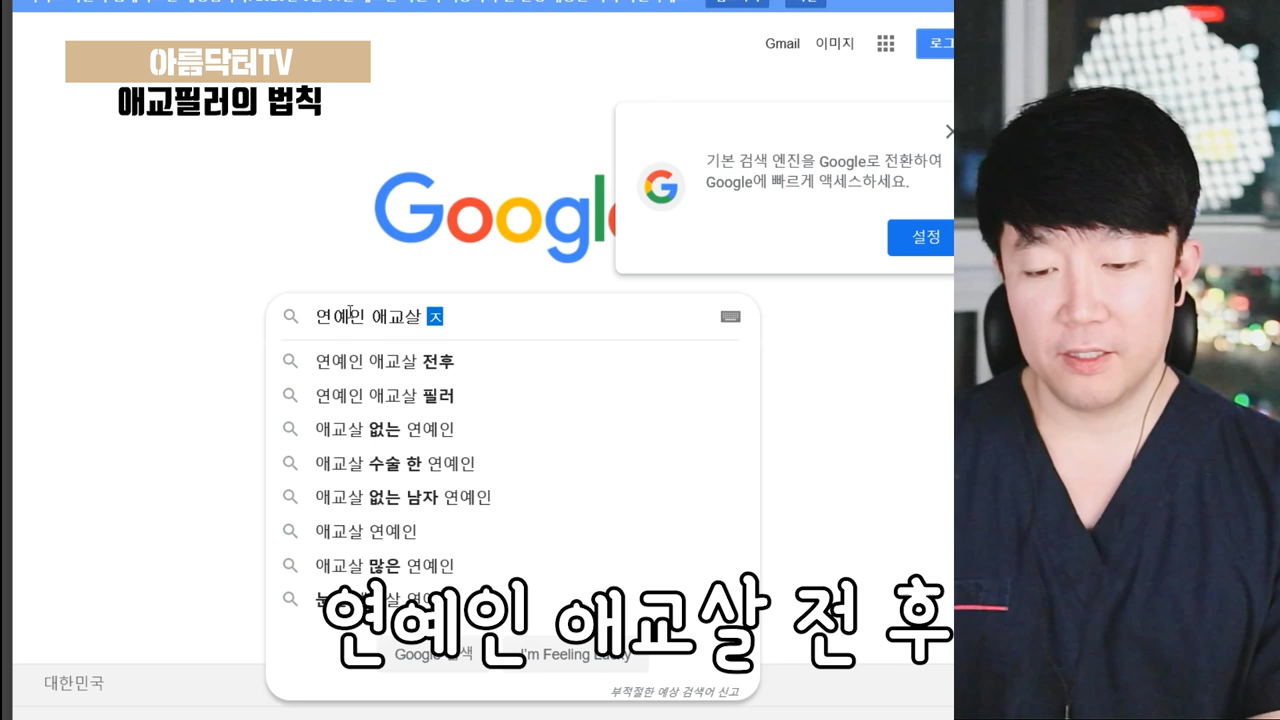 아름닥터TV
애교필러의 법칙
Gmail 이미지
로그
기본 검색 엔진을 Google로 전환하여
Google에 빠르게 액세스하세요.
설정
Google
연예인 애교살 ㅈ
연예인 애교살 전후
연예인 애교살 필러
애교살 없는 연예인
애교살 수술 한 연예인
애교살 없는 남자 연예인
애교살 연예인
애교살 많은 연예인
연예인 애교살 전 후
Google 검색 I'm Feeling Lucky
부적절한 예상 검색어 신고
대한민국